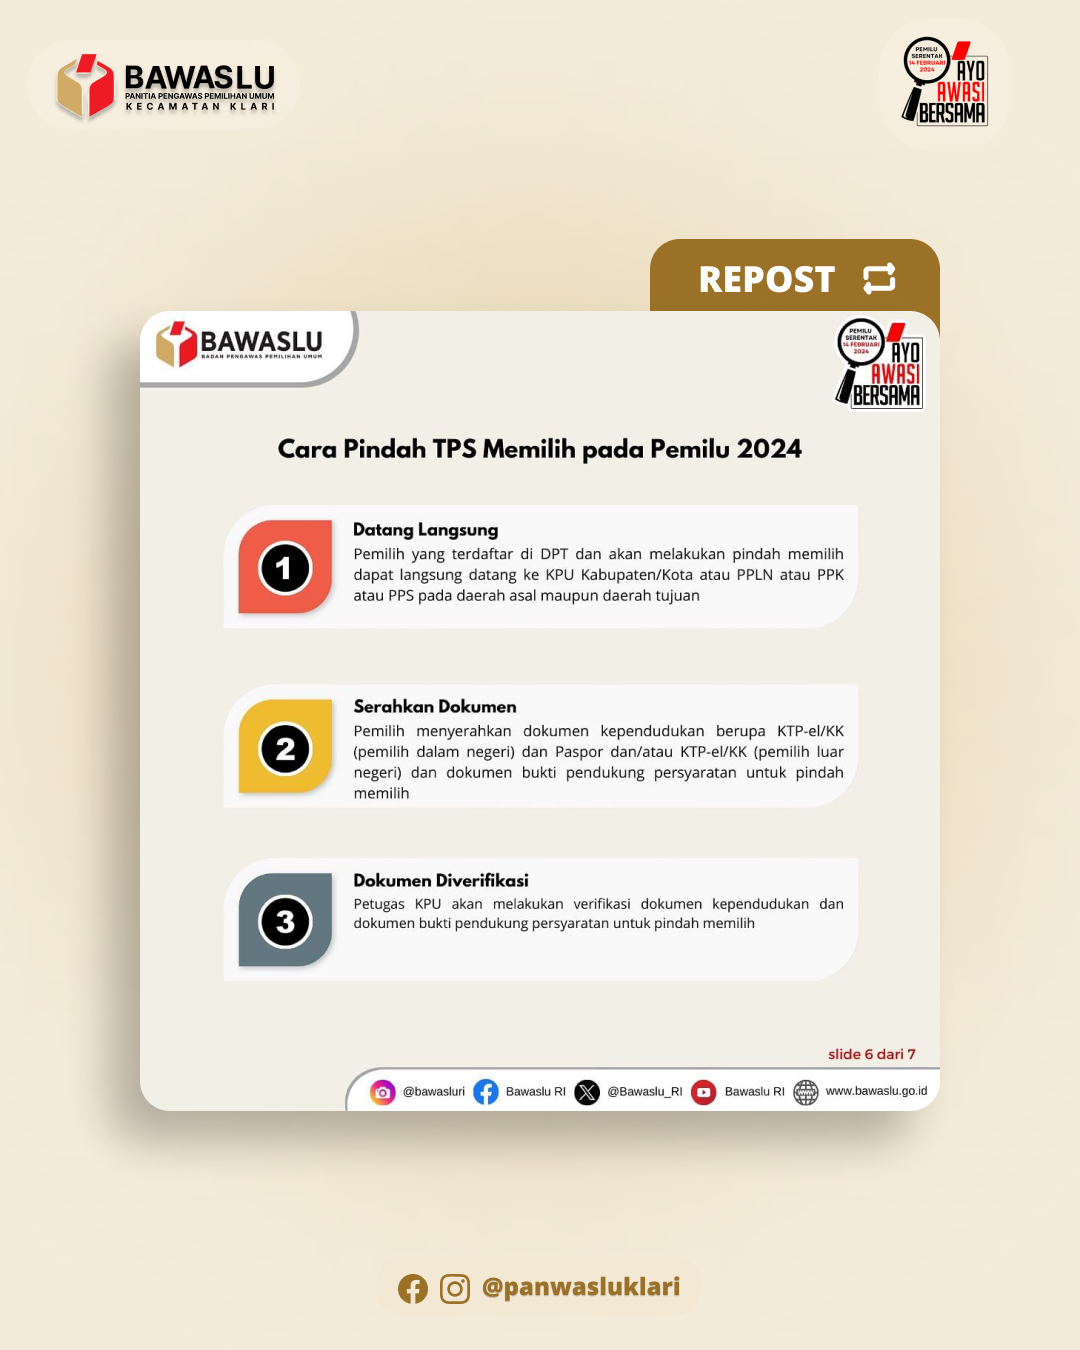 BAWASLU
PANITIA PENGAWAS PEMILIHAN UMUM
KECAMATAN KLARI
PEMILU
SERENTAK
14 FEBRUARI
2024
AYO
AWASI
BERSAMA
REPOST
BAWASLU
BADAN PENGAWAS PEMILIHAN UMUM
PEMILU
SERENTAK
14 FEBRUARI
2024
AYO
AWASI
BERSAMA
Cara Pindah TPS Memilih pada Pemilu 2024
1
Datang Langsung
Pemilih yang terdaftar di DPT dan akan melakukan pindah memilih
dapat langsung datang ke KPU Kabupaten/Kota atau PPLN atau PPK
atau PPS pada daerah asal maupun daerah tujuan
2
Serahkan Dokumen
Pemilih menyerahkan dokumen kependudukan berupa KTP-el/KK
(pemilih dalam negeri) dan Paspor dan/atau KTP-el/KK (pemilih luar
negeri) dan dokumen bukti pendukung persyaratan untuk pindah
memilih
3
Dokumen Diverifikasi
Petugas KPU akan melakukan verifikasi dokumen kependudukan dan
dokumen bukti pendukung persyaratan untuk pindah memilih
slide 6 dari 7
@bawasluri Bawaslu RI @Bawaslu_RI Bawaslu RI www.bawaslu.go.id
@panwasluklari